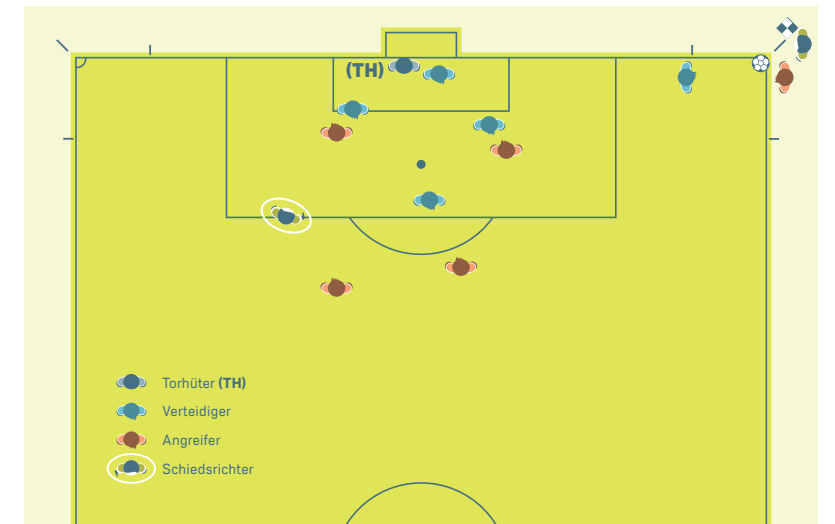 (TH)
Torhüter (TH)
Verteidiger
Angreifer
Schiedsrichter